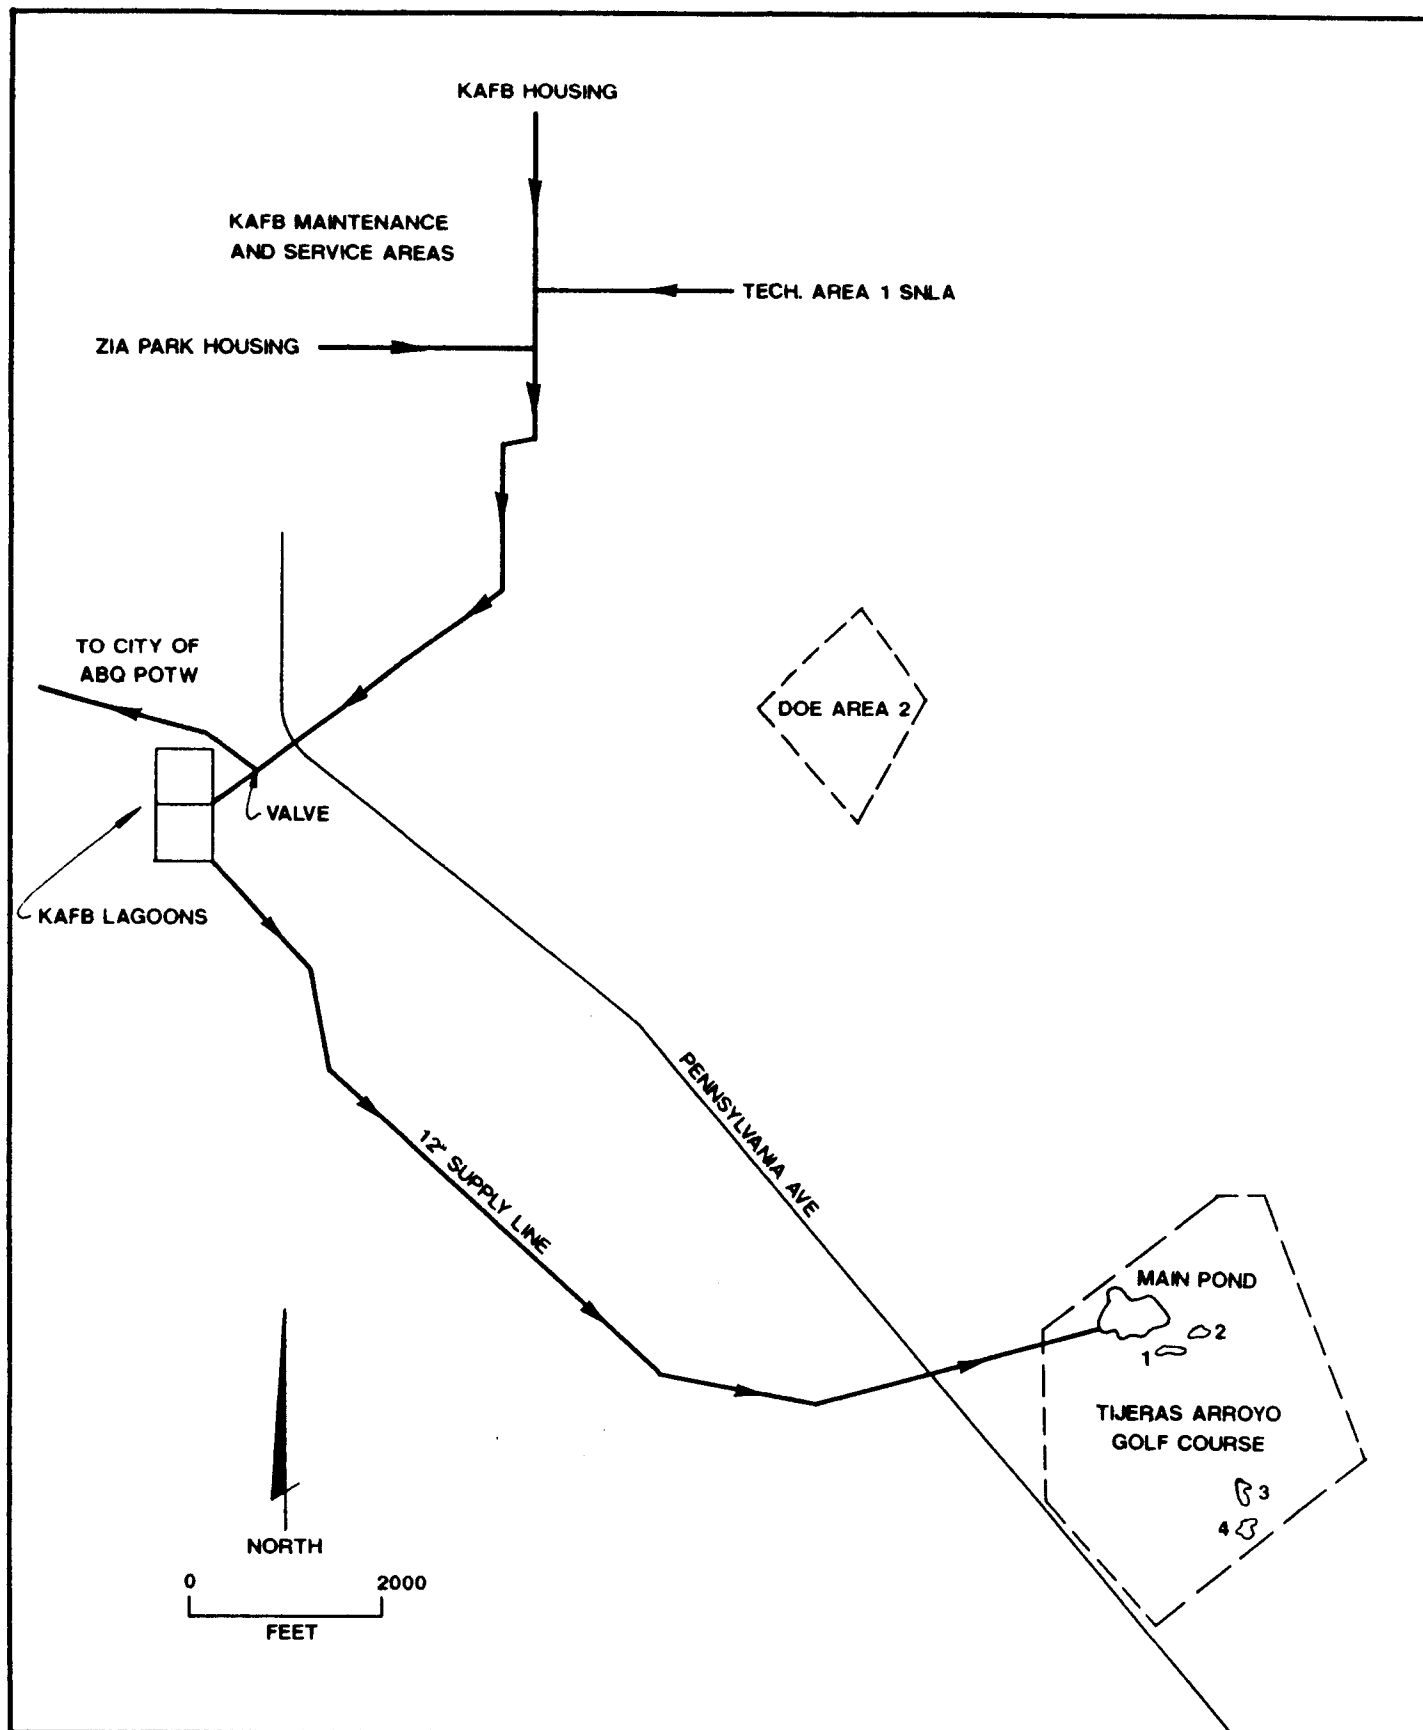 KAFB HOUSING
KAFB MAINTENANCE
AND SERVICE AREAS
TECH. AREA 1 SNLA
ZIA PARK HOUSING
TO CITY OF
ABQ POTW
DOE AREA 2
VALVE
KAFB LAGOONS
PENNSYLVANIA AVE
12" SUPPLY LINE
MAIN POND
2
1
TIJERAS ARROYO
GOLF COURSE
3
4
NORTH
0 2000
FEET